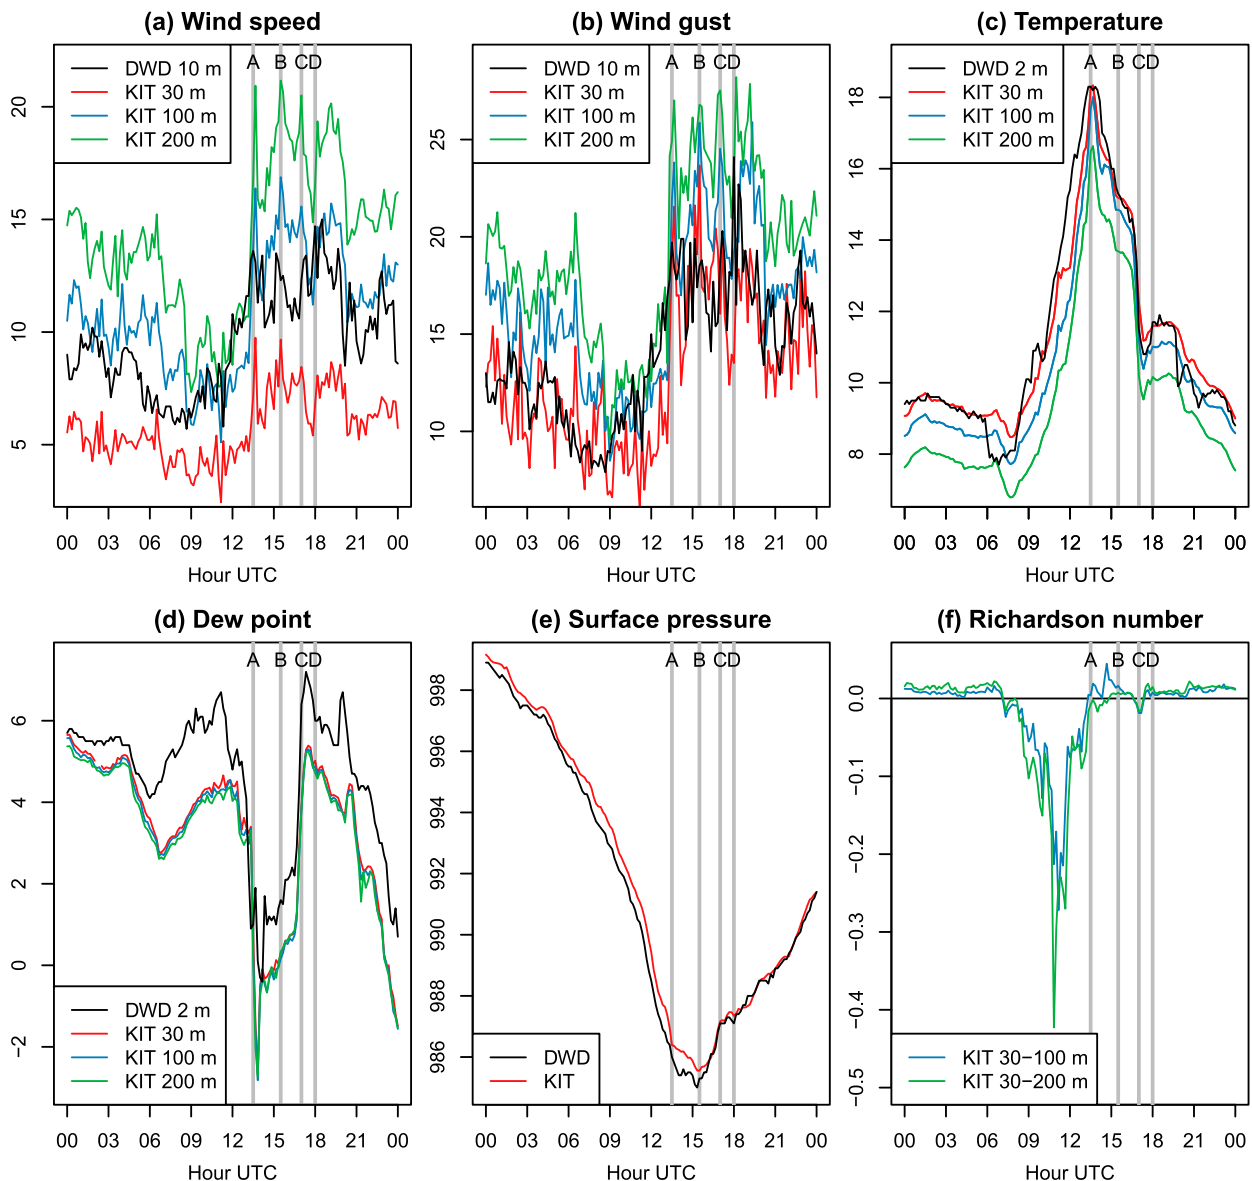 (a) Wind speed
DWD 10 m
KIT 30 m
KIT 100 m
KIT 200 m
A B C D
20
15
10
5
00 03 06 09 12 15 18 21 00
Hour UTC
(b) Wind gust
DWD 10 m
KIT 30 m
KIT 100 m
KIT 200 m
A B C D
25
20
15
10
00 03 06 09 12 15 18 21 00
Hour UTC
(c) Temperature
DWD 2 m
KIT 30 m
KIT 100 m
KIT 200 m
A B C D
18
16
14
12
10
8
00 03 06 09 12 15 18 21 00
Hour UTC
(d) Dew point
A B C D
6
4
2
0
−2
DWD 2 m
KIT 30 m
KIT 100 m
KIT 200 m
00 03 06 09 12 15 18 21 00
Hour UTC
(e) Surface pressure
A B C D
998
996
994
992
990
988
986
DWD
KIT
00 03 06 09 12 15 18 21 00
Hour UTC
(f) Richardson number
A B C D
0.0
−0.1
−0.2
−0.3
−0.4
−0.5
KIT 30−100 m
KIT 30−200 m
00 03 06 09 12 15 18 21 00
Hour UTC